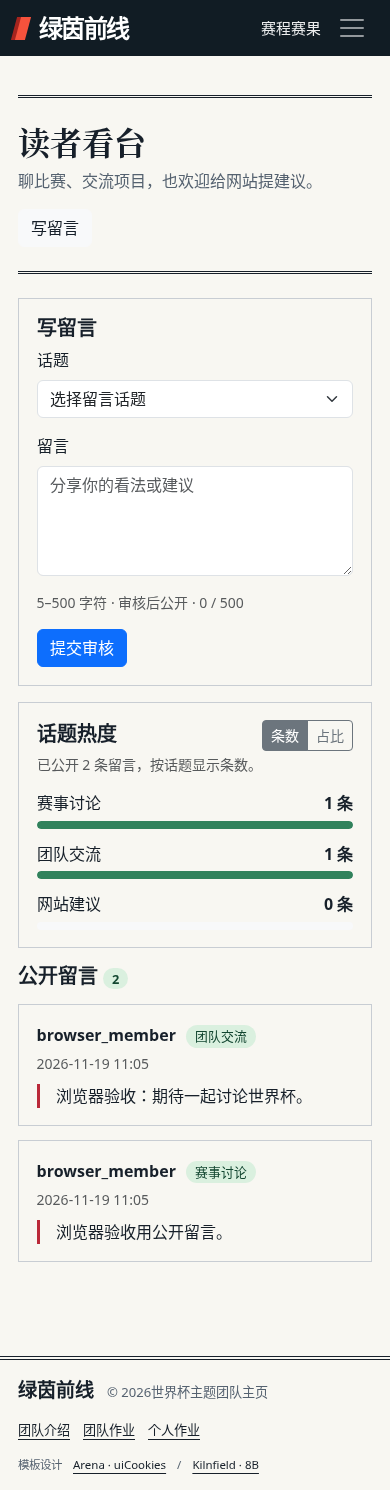 绿茵前线 赛程赛果
读者看台
聊比赛、交流项目，也欢迎给网站提建议。
写留言
写留言
话题
选择留言话题
留言
分享你的看法或建议
5–500 字符 · 审核后公开 · 0 / 500
提交审核
话题热度 条数 占比
已公开 2 条留言，按话题显示条数。
赛事讨论 1 条
团队交流 1 条
网站建议 0 条
公开留言 2
browser_member 团队交流
2026-11-19 11:05
浏览器验收：期待一起讨论世界杯。
browser_member 赛事讨论
2026-11-19 11:05
浏览器验收用公开留言。
绿茵前线 © 2026世界杯主题团队主页
团队介绍 团队作业 个人作业
模板设计 Arena · uiCookies / Kilnfield · 8B